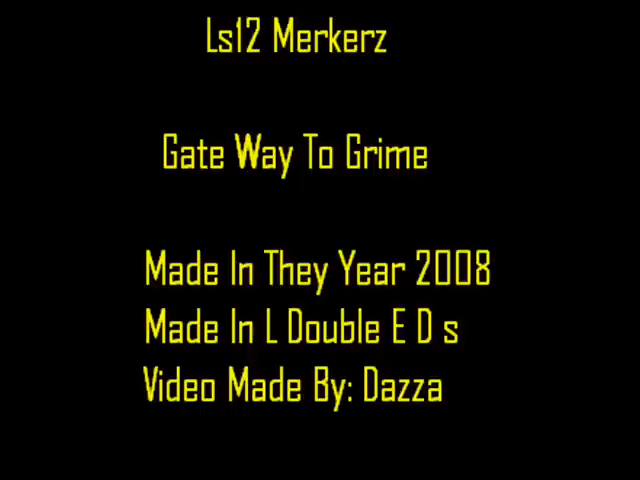 Ls12 Merkerz
Gate Way To Grime
Made In They Year 2008
Made In L Double E D s
Video Made By: Dazza